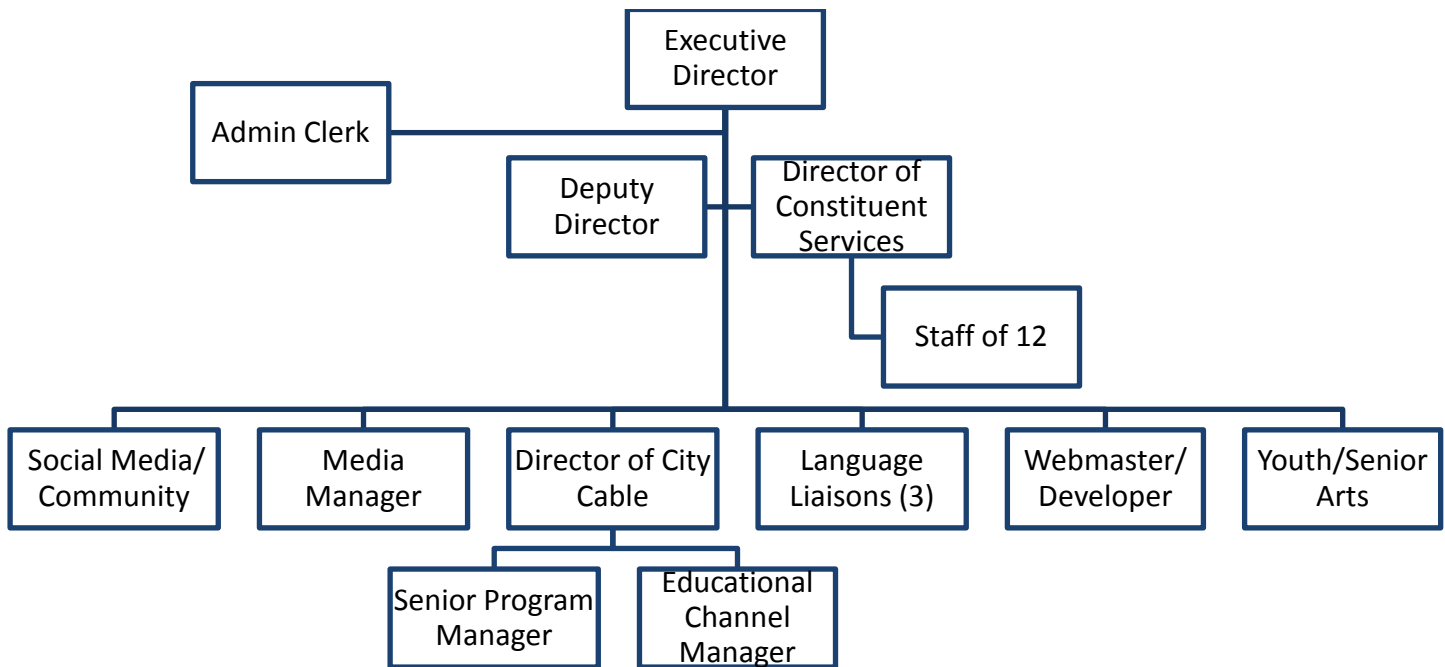 Executive
Director
Admin Clerk
Deputy
Director
Director of
Constituent
Services
Staff of 12
Social Media/
Community
Media
Manager
Director of City
Cable
Language
Liaisons (3)
Webmaster/
Developer
Youth/Senior
Arts
Senior Program
Manager
Educational
Channel
Manager